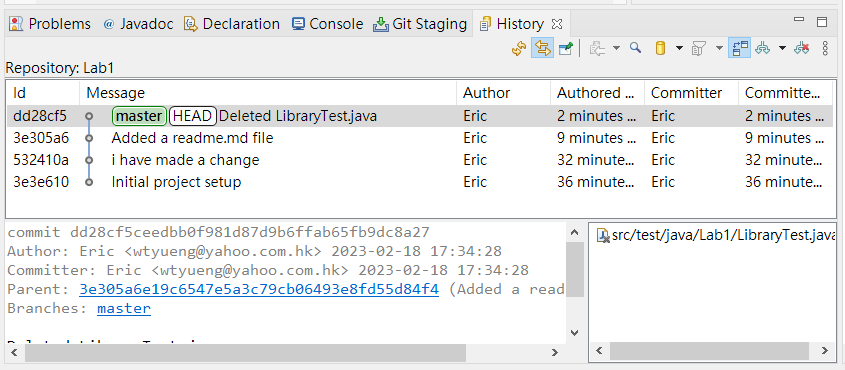 Problems @ Javadoc Declaration Console Git Staging History
Repository: Lab1
Id Message Author Authored ... Committer Committe...
dd28cf5 master HEAD Deleted LibraryTest.java Eric 2 minutes ... Eric 2 minutes ...
3e305a6 Added a readme.md file Eric 9 minutes ... Eric 9 minutes ...
532410a i have made a change Eric 32 minute... Eric 32 minute...
3e3e610 Initial project setup Eric 36 minute... Eric 36 minute...
commit dd28cf5ceedbb0f981d87d9b6ffab65fb9dc8a27
Author: Eric <wtyueng@yahoo.com.hk> 2023-02-18 17:34:28
Committer: Eric <wtyueng@yahoo.com.hk> 2023-02-18 17:34:28
Parent: 3e305a6e19c6547e5a3c79cb06493e8fd55d84f4 (Added a read
Branches: master
src/test/java/Lab1/LibraryTest.java